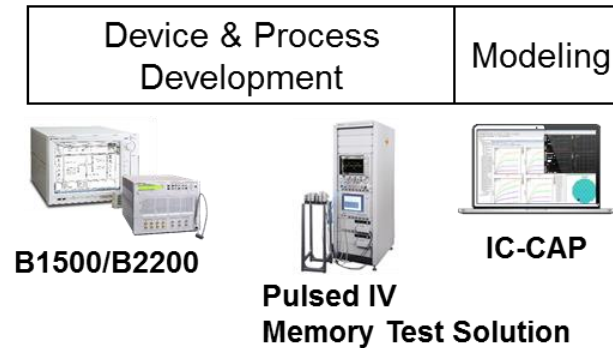 Device & Process
Development
Modeling
B1500/B2200
IC-CAP
Pulsed IV
Memory Test Solution